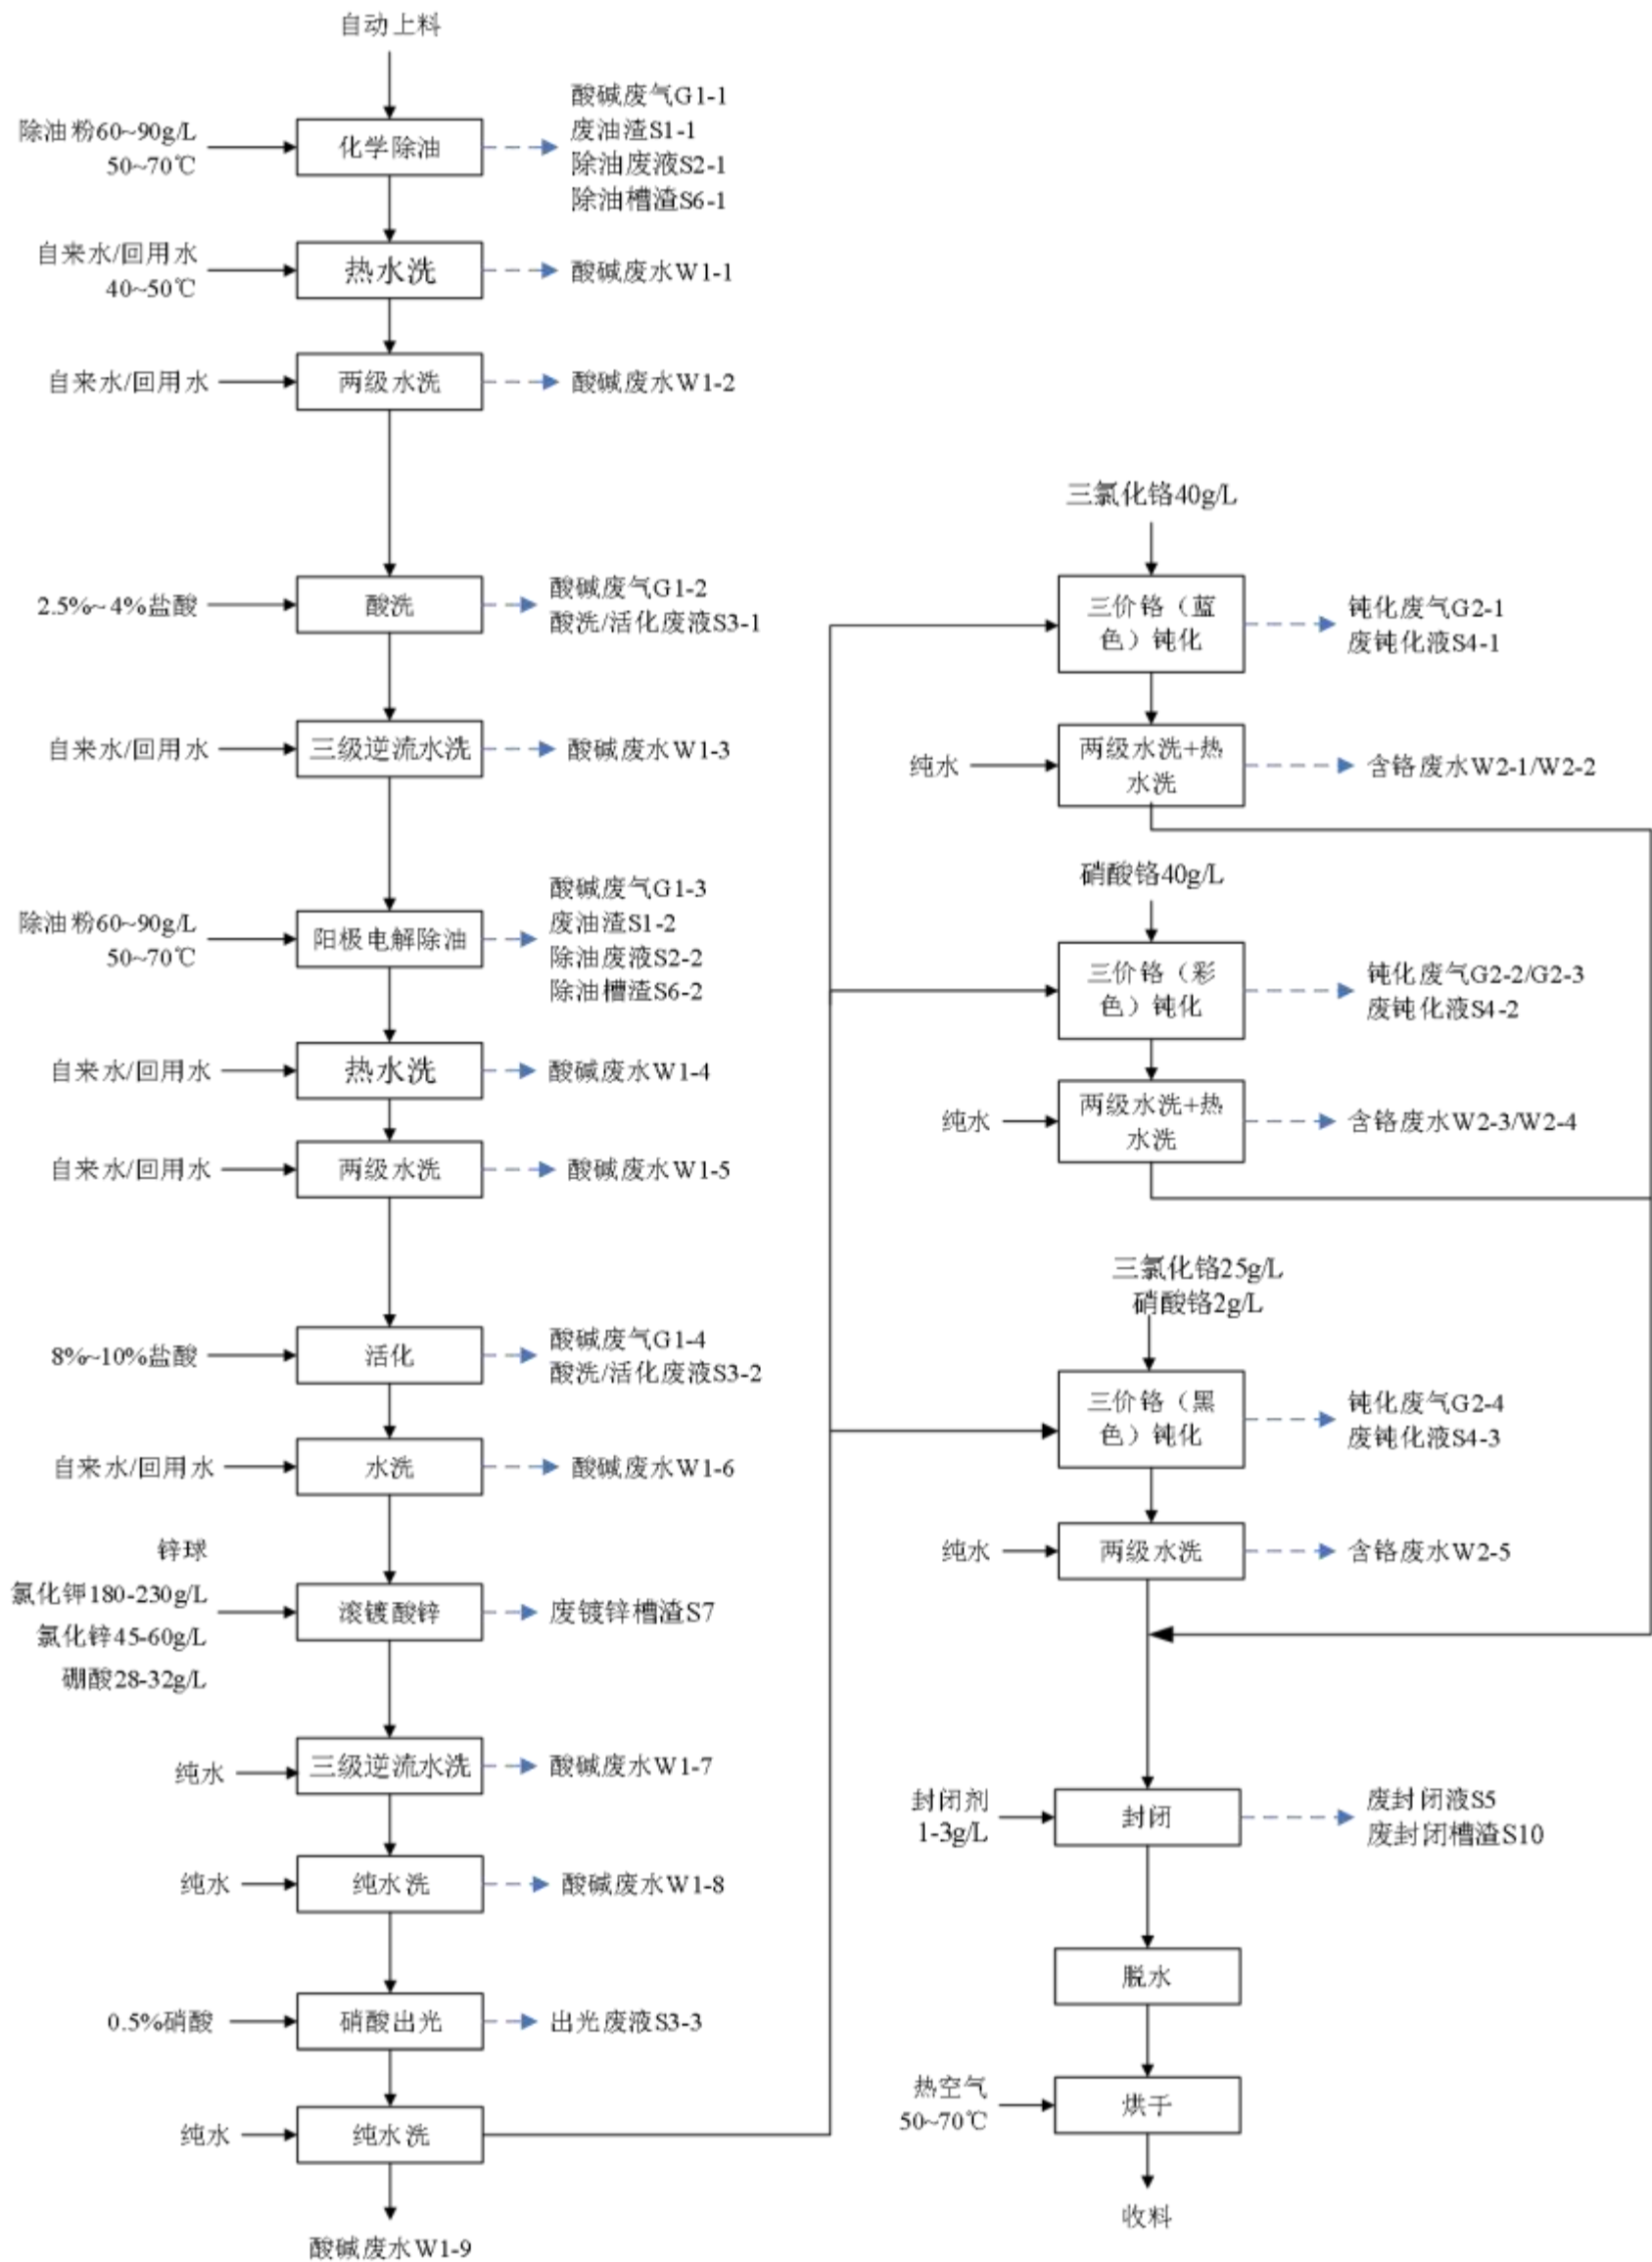 自动上料
除油粉60~90g/L
50~70℃
化学除油
酸碱废气G1-1
废油渣S1-1
除油废液S2-1
除油槽渣S6-1
自来水/回用水
40~50℃
热水洗
酸碱废水W1-1
自来水/回用水
两级水洗
酸碱废水W1-2
2.5%~4%盐酸
酸洗
酸碱废气G1-2
酸洗/活化废液S3-1
自来水/回用水
三级逆流水洗
酸碱废水W1-3
除油粉60~90g/L
50~70℃
阳极电解除油
酸碱废气G1-3
废油渣S1-2
除油废液S2-2
除油槽渣S6-2
自来水/回用水
热水洗
酸碱废水W1-4
自来水/回用水
两级水洗
酸碱废水W1-5
8%~10%盐酸
活化
酸碱废气G1-4
酸洗/活化废液S3-2
自来水/回用水
水洗
酸碱废水W1-6
锌球
氯化钾180-230g/L
氯化锌45-60g/L
硼酸28-32g/L
滚镀酸锌
废镀锌槽渣S7
纯水
三级逆流水洗
酸碱废水W1-7
纯水
纯水洗
酸碱废水W1-8
0.5%硝酸
硝酸出光
出光废液S3-3
纯水
纯水洗
酸碱废水W1-9
三氯化铬40g/L
三价铬（蓝
色）钝化
钝化废气G2-1
废钝化液S4-1
纯水
两级水洗+热
水洗
含铬废水W2-1/W2-2
硝酸铬40g/L
三价铬（彩
色）钝化
钝化废气G2-2/G2-3
废钝化液S4-2
纯水
两级水洗+热
水洗
含铬废水W2-3/W2-4
三氯化铬25g/L
硝酸铬2g/L
三价铬（黑
色）钝化
钝化废气G2-4
废钝化液S4-3
纯水
两级水洗
含铬废水W2-5
封闭剂
1-3g/L
封闭
废封闭液S5
废封闭槽渣S10
脱水
热空气
50~70℃
烘干
收料